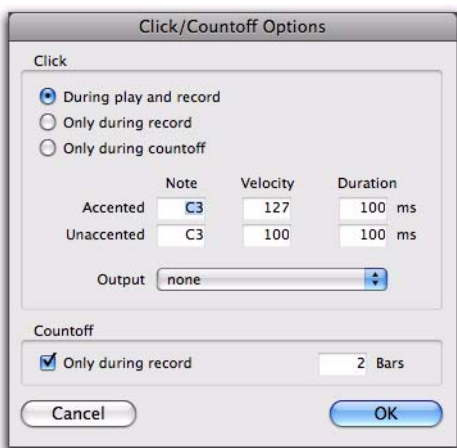 Click/Countoff Options
Click
During play and record
Only during record
Only during countoff
Note Velocity Duration
Accented C3 127 100 ms
Unaccented C3 100 100 ms
Output none
Countoff
Only during record 2 Bars
Cancel OK